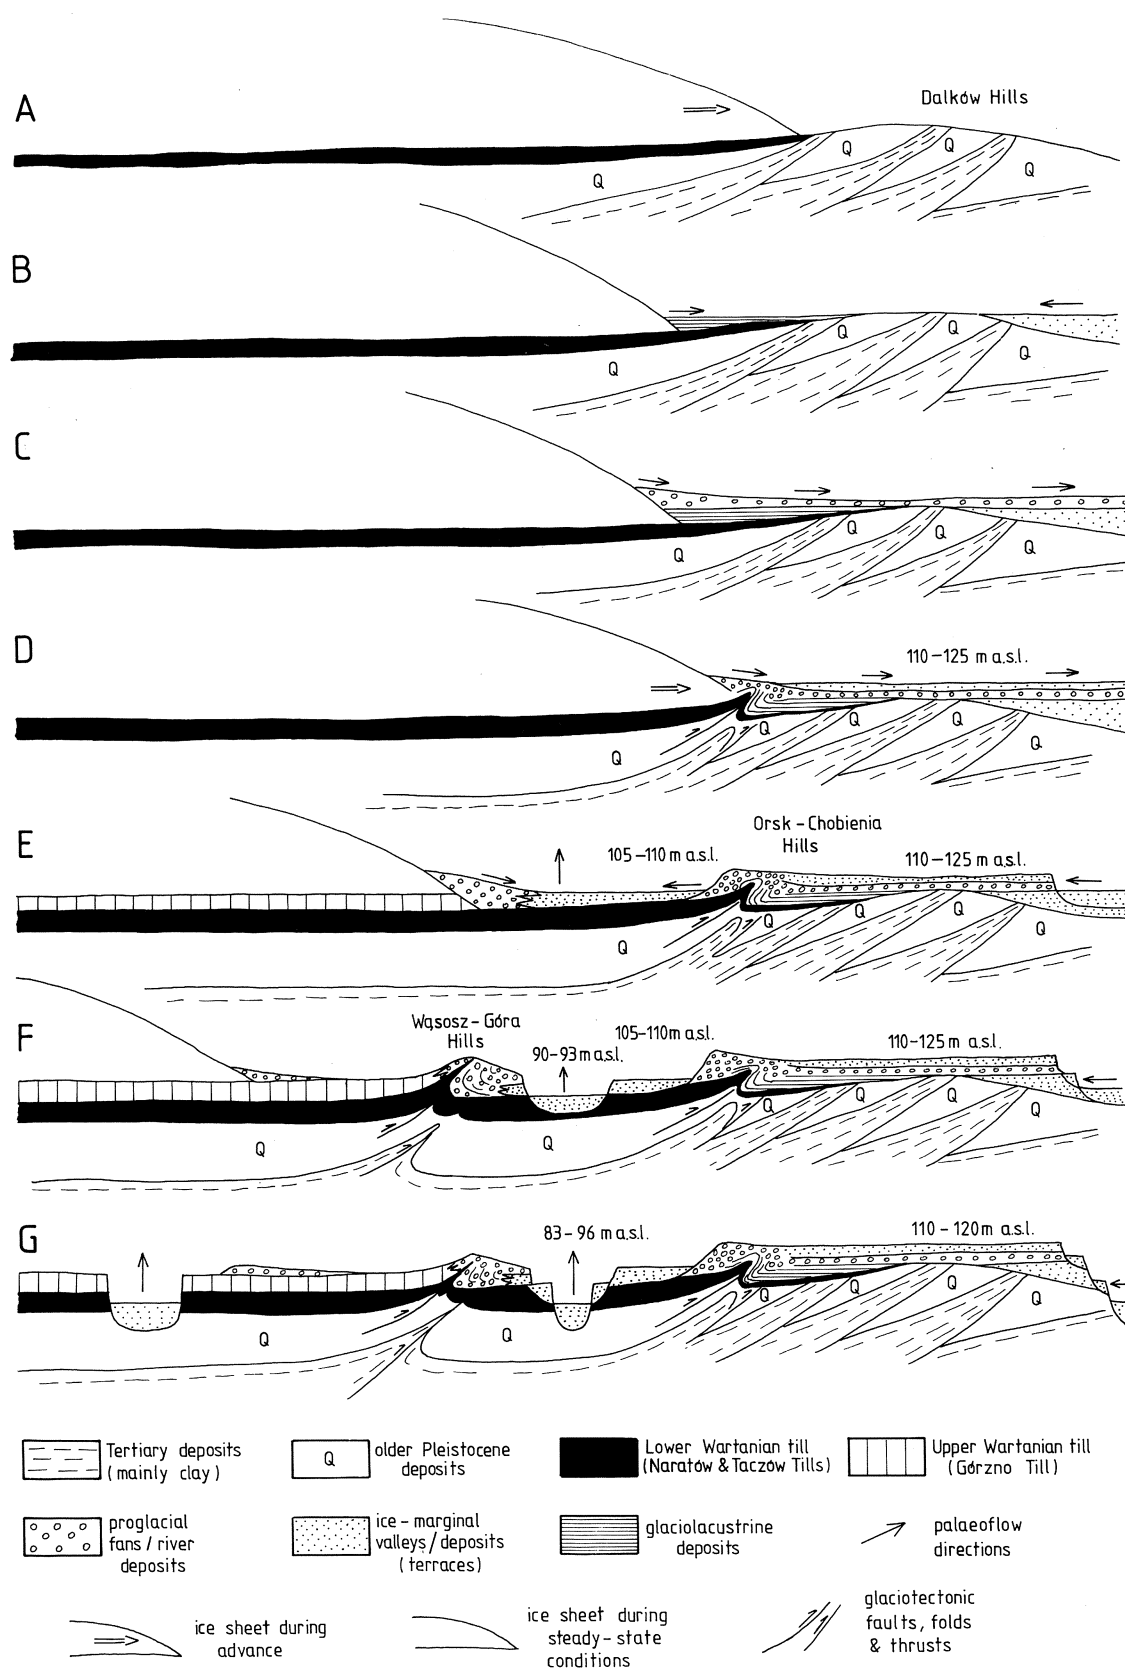 A
Dalków Hills
Q
Q
Q
Q
B
Q
Q
Q
Q
C
Q
Q
Q
Q
D
110–125 m a.s.l.
Q
Q
Q
Q
Q
E
Orsk – Chobienia
Hills
105–110 m a.s.l.
110–125 m a.s.l.
Q
Q
Q
Q
Q
F
Wąsosz – Góra
Hills
90–93 m a.s.l.
105–110 m a.s.l.
110–125 m a.s.l.
Q
Q
Q
Q
Q
Q
G
83–96 m a.s.l.
110–120 m a.s.l.
Q
Q
Q
Q
Q
Q
Tertiary deposits
(mainly clay)
Q
older Pleistocene
deposits
Lower Wartanian till
(Naratów & Taczów Tills)
Upper Wartanian till
(Górzno Till)
proglacial
fans / river
deposits
ice – marginal
valleys / deposits
(terraces)
glaciolacustrine
deposits
palaeoflow
directions
ice sheet during
advance
ice sheet during
steady – state
conditions
glaciotectonic
faults, folds
& thrusts